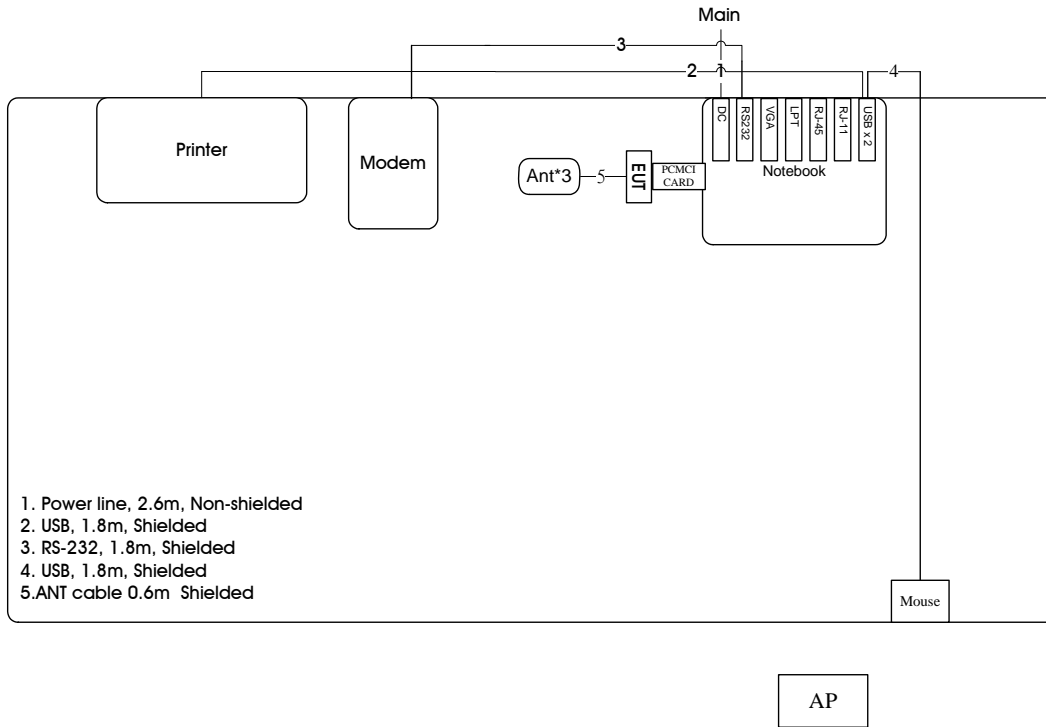 Main
3
2
1
4
DC
RS232
VGA
LPT
RJ-45
RJ-11
USB x 2
Printer
Modem
Ant*3
5
EUT
PCMCI
CARD
Notebook
1. Power line, 2.6m, Non-shielded
2. USB, 1.8m, Shielded
3. RS-232, 1.8m, Shielded
4. USB, 1.8m, Shielded
5.ANT cable 0.6m  Shielded
Mouse
AP